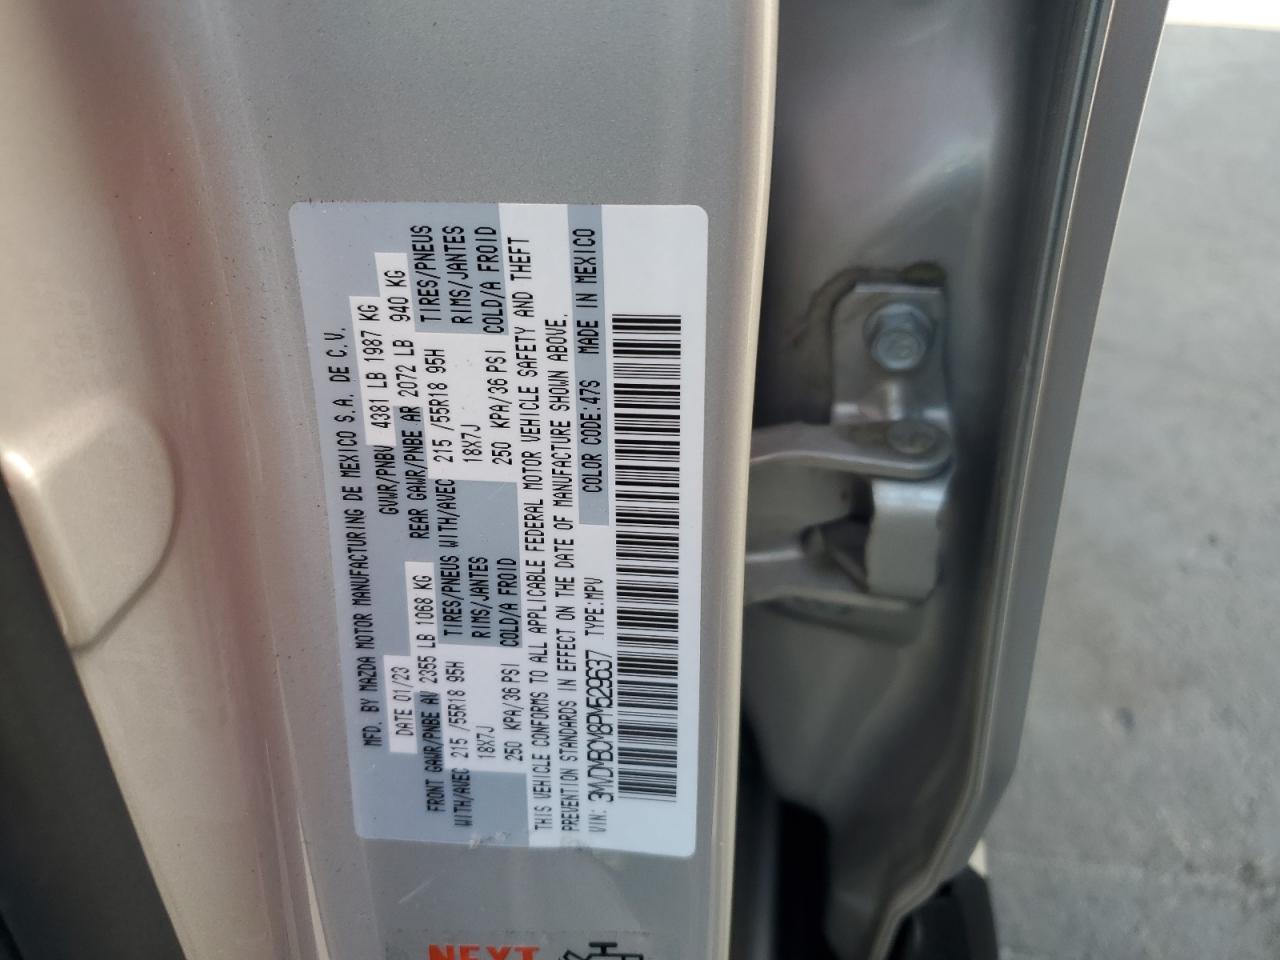 MFD. BY MAZDA MOTOR MANUFACTURING DE MEXICO S.A. DE C.V.
DATE 01/23 GVWR/PNBV 4381 LB 1987 KG
FRONT GAWR/PNBE AV 2355 LB 1068 KG REAR GAWR/PNBE AR 2072 LB 940 KG
WITH/AVEC 215 /55R18 95H TIRES/PNEUS WITH/AVEC 215 /55R18 95H TIRES/PNEUS
18X7J RIMS/JANTES 18X7J RIMS/JANTES
250 KPA/36 PSI COLD/A FROID 250 KPA/36 PSI COLD/A FROID
THIS VEHICLE CONFORMS TO ALL APPLICABLE FEDERAL MOTOR VEHICLE SAFETY AND THEFT
PREVENTION STANDARDS IN EFFECT ON THE DATE OF MANUFACTURE SHOWN ABOVE.
VIN: 3MVDMBCM8PM529637 TYPE:MPV COLOR CODE:47S MADE IN MEXICO
NEXT